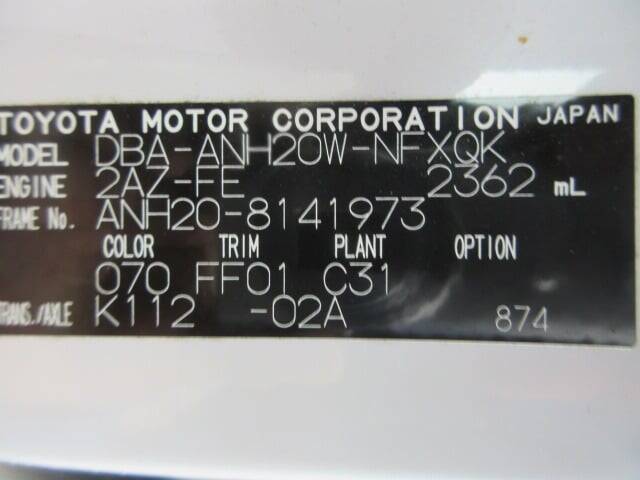 TOYOTA MOTOR CORPORATION JAPAN
MODEL DBA-ANH20W-NFXQK
ENGINE 2AZ-FE 2362 mL
FRAME No. ANH20-8141973
COLOR TRIM PLANT OPTION
070 FF01 C31
TRANS./AXLE K112 -02A 874